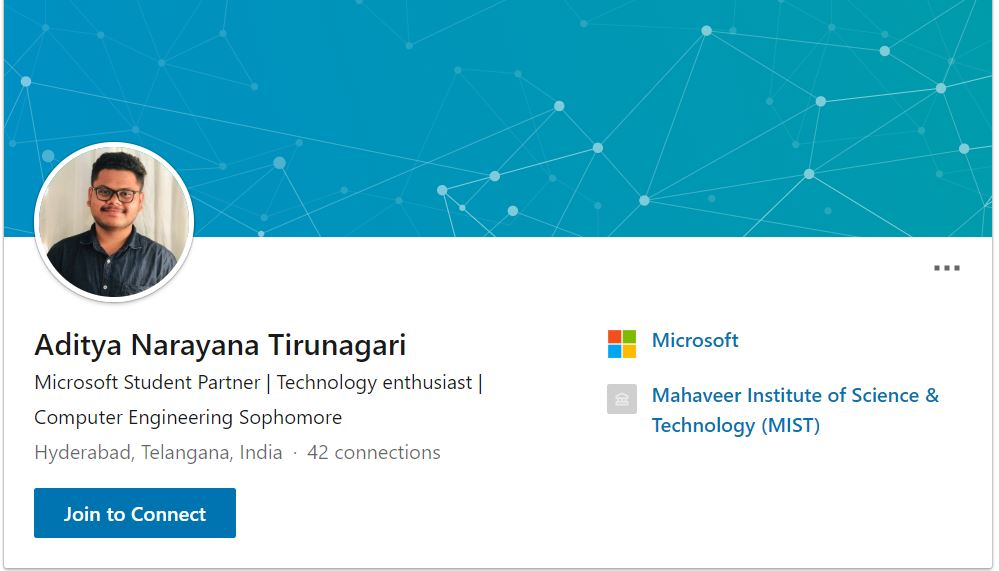 Aditya Narayana Tirunagari
Microsoft Student Partner | Technology enthusiast |
Computer Engineering Sophomore
Hyderabad, Telangana, India · 42 connections
Join to Connect
Microsoft
Mahaveer Institute of Science &
Technology (MIST)